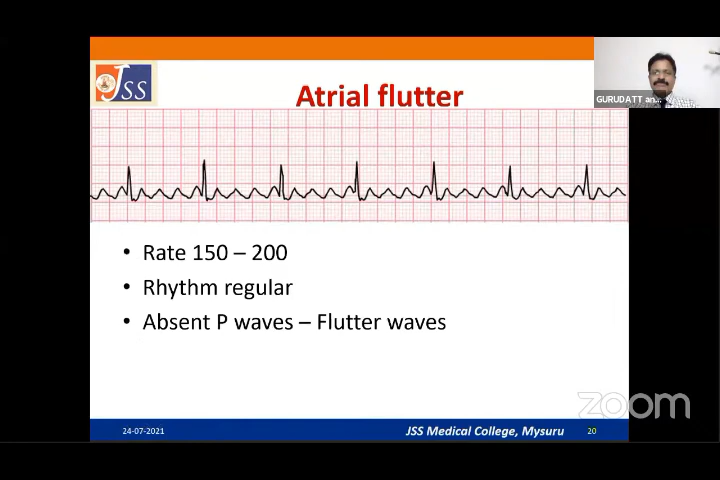 JSS
Atrial flutter
GURUDATT an...
• Rate 150 – 200
• Rhythm regular
• Absent P waves – Flutter waves
zoom
24-07-2021
JSS Medical College, Mysuru
20